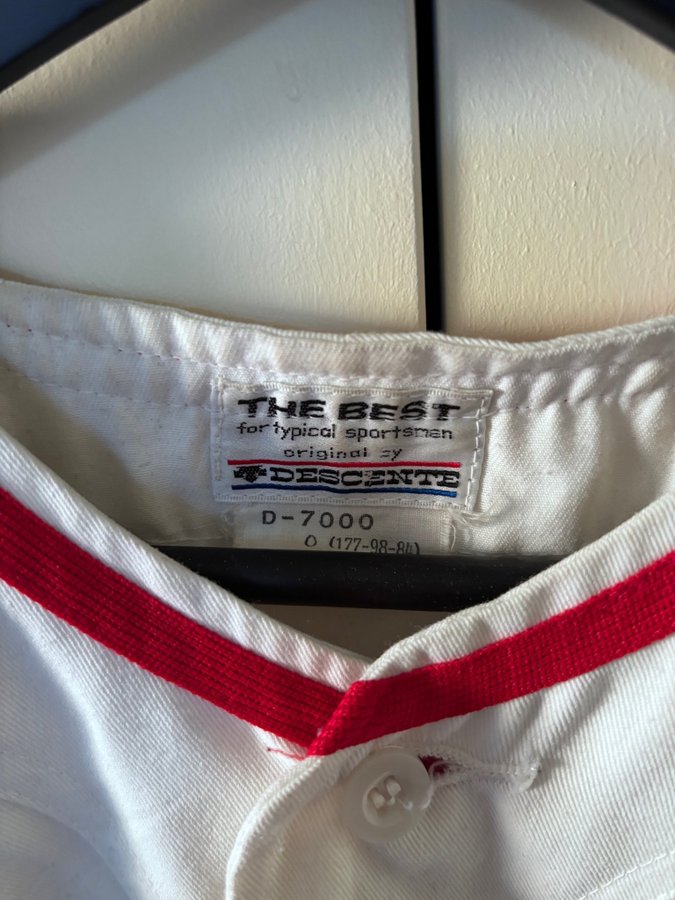 THE BEST
for typical sportsmen
original by
DESCENTE
D-7000
O (177-98-84)